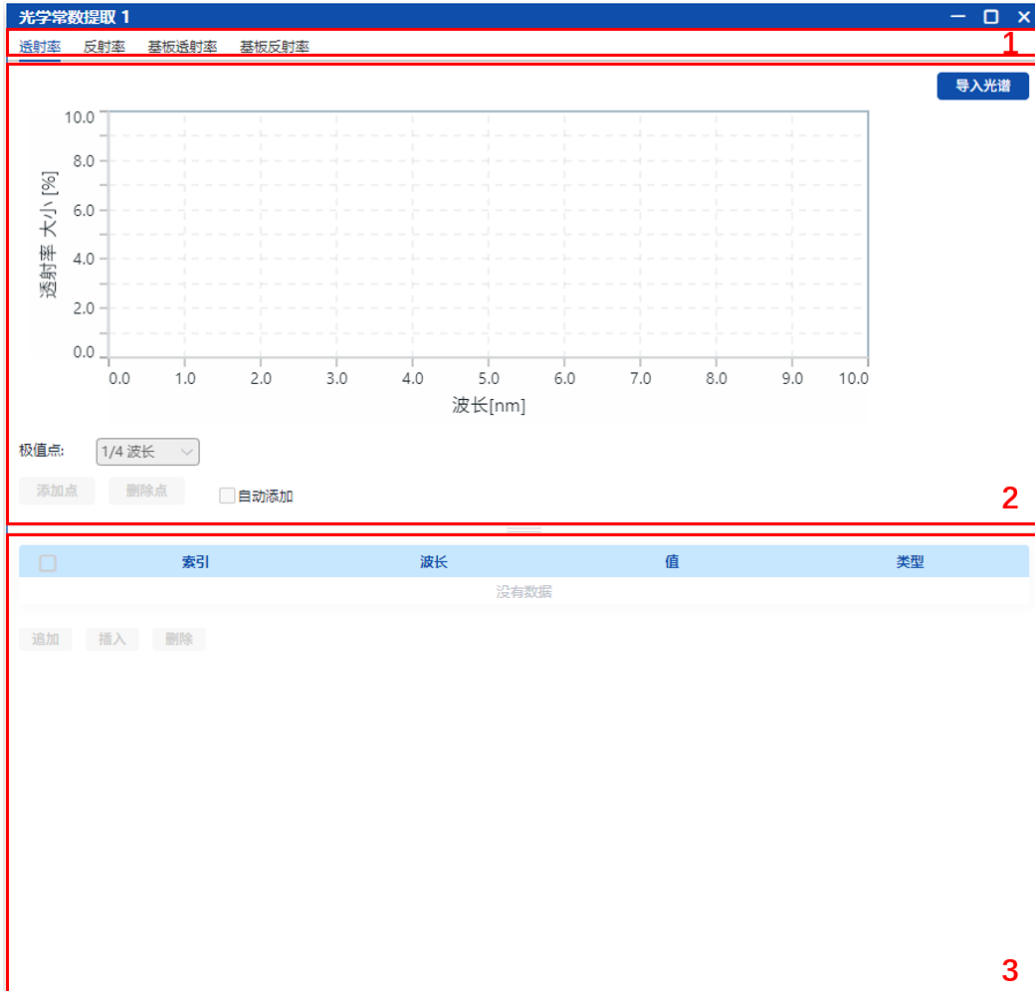 光学常数提取 1
透射率 反射率 基板透射率 基板反射率
1
导入光谱
10.0
8.0
6.0
4.0
2.0
0.0
透射率 大小 [%]
0.0 1.0 2.0 3.0 4.0 5.0 6.0 7.0 8.0 9.0 10.0
波长[nm]
极值点: 1/4 波长
添加点 删除点 自动添加
2
索引 波长 值 类型
没有数据
追加 插入 删除
3